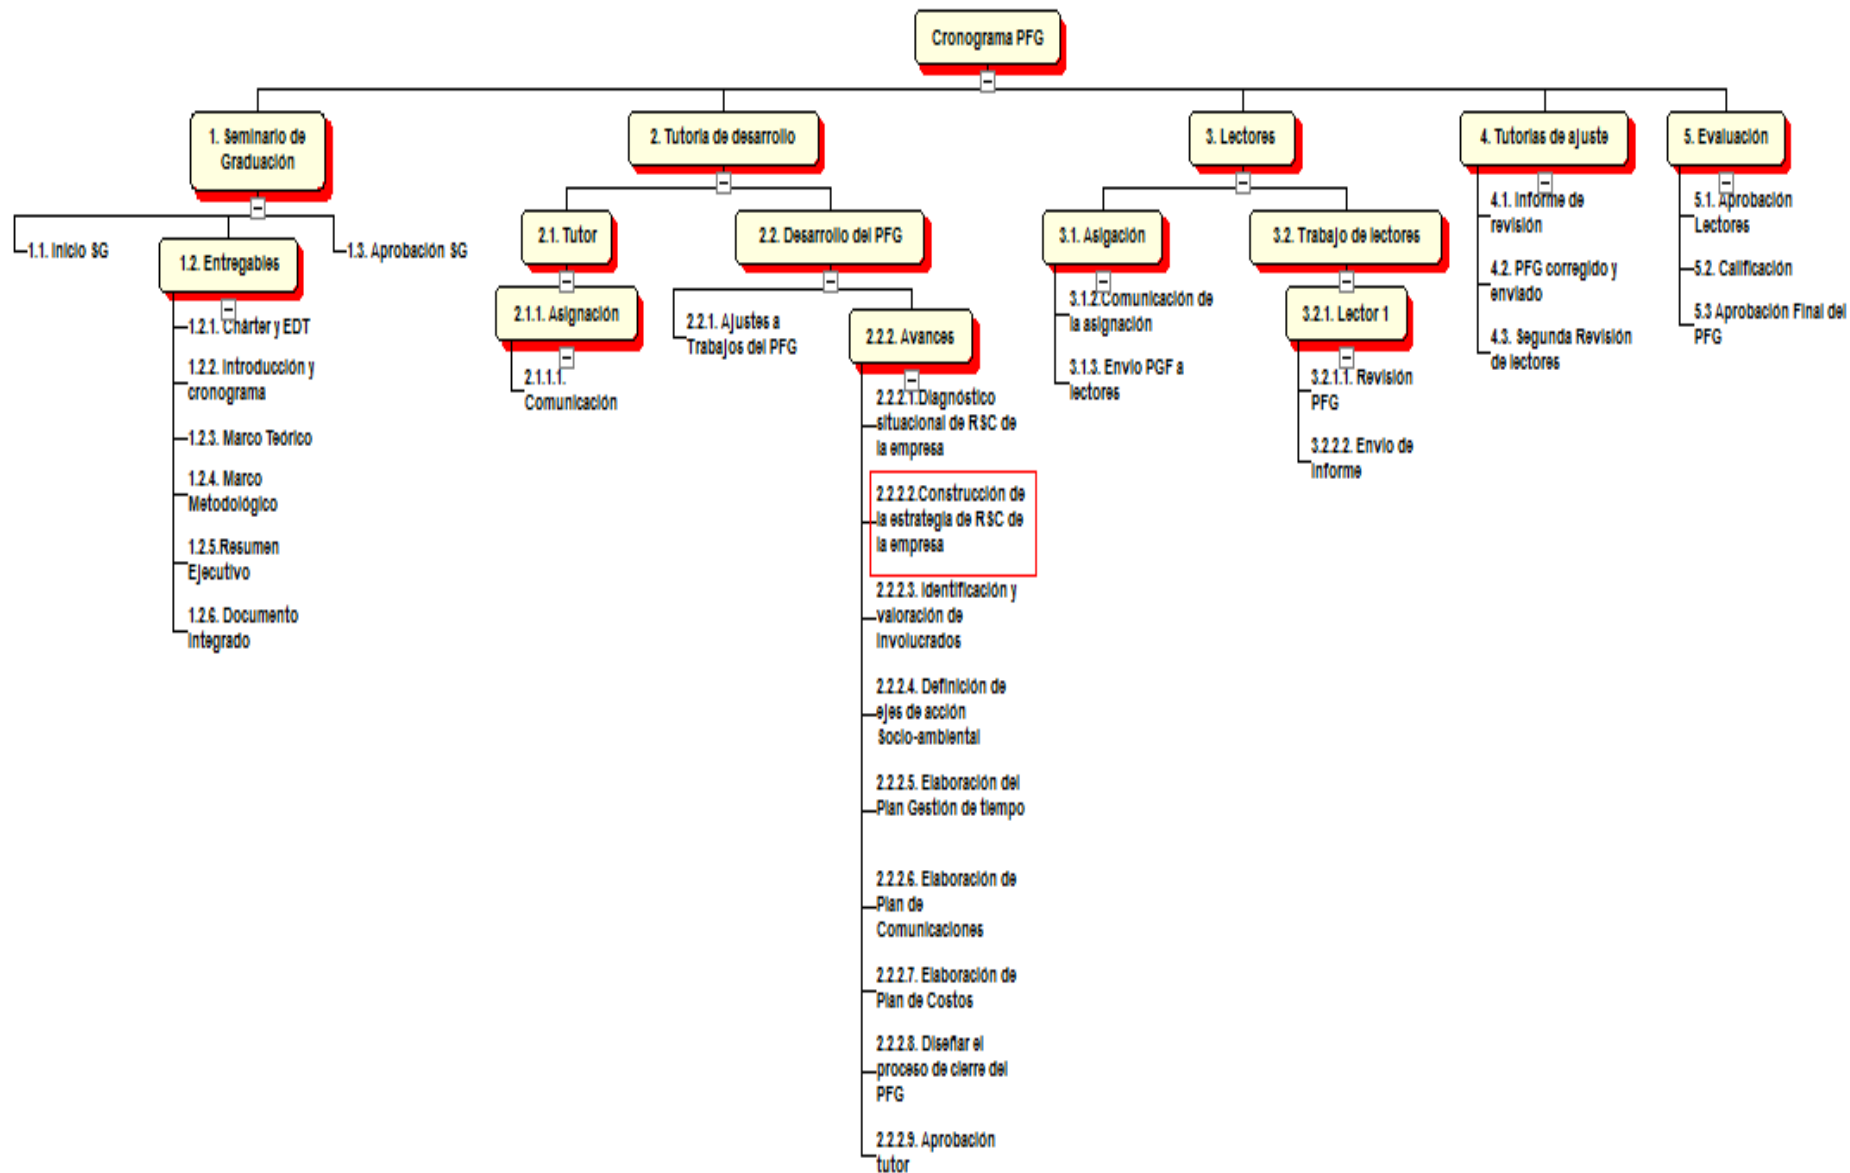 Cronograma PFG
1. Seminario de
Graduación
2. Tutoria de desarrollo
3. Lectores
4. Tutorias de ajuste
5. Evaluación
1.1. Inicio SG
1.2. Entregables
1.3. Aprobación SG
1.2.1. Chárter y EDT
1.2.2. Introducción y
cronograma
1.2.3. Marco Teórico
1.2.4. Marco
Metodológico
1.2.5.Resumen
Ejecutivo
1.2.6. Documento
Integrado
2.1. Tutor
2.1.1. Asignación
2.1.1.1.
Comunicación
2.2. Desarrollo del PFG
2.2.1. Ajustes a
Trabajos del PFG
2.2.2. Avances
2.2.2.1.Diagnóstico
situacional de RSC de
la empresa
2.2.2.2.Construcción de
la estrategia de RSC de
la empresa
2.2.2.3. Identificación y
valoración de
Involucrados
2.2.2.4. Definición de
ejes de acción
Socio-ambiental
2.2.2.5. Elaboración del
Plan Gestión de tiempo
2.2.2.6. Elaboración de
Plan de
Comunicaciones
2.2.2.7. Elaboración de
Plan de Costos
2.2.2.8. Diseñar el
proceso de cierre del
PFG
2.2.2.9. Aprobación
tutor
3.1. Asigación
3.1.2.Comunicación de
la asignación
3.1.3. Envio PGF a
lectores
3.2. Trabajo de lectores
3.2.1. Lector 1
3.2.1.1. Revisión
PFG
3.2.2.2. Envio de
Informe
4.1. Informe de
revisión
4.2. PFG corregido y
enviado
4.3. Segunda Revisión
de lectores
5.1. Aprobación
Lectores
5.2. Calificación
5.3 Aprobación Final del
PFG